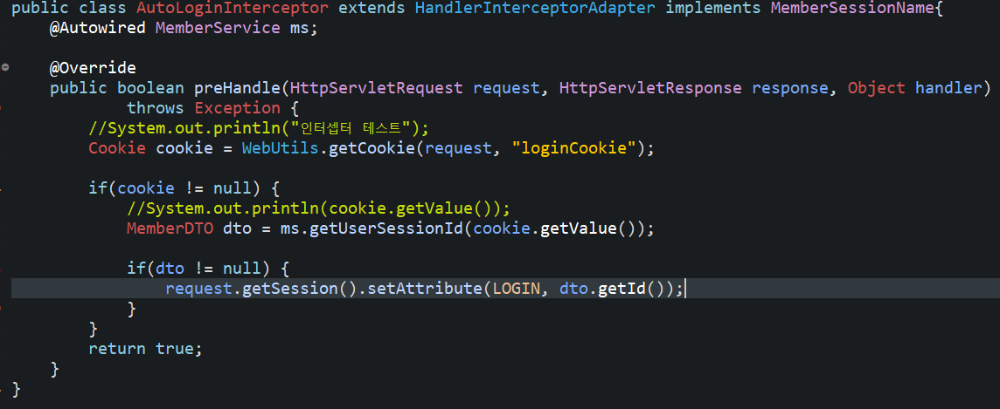 public class AutoLoginInterceptor extends HandlerInterceptorAdapter implements MemberSessionName{
    @Autowired MemberService ms;

    @Override
    public boolean preHandle(HttpServletRequest request, HttpServletResponse response, Object handler)
            throws Exception {
        //System.out.println("인터셉터 테스트");
        Cookie cookie = WebUtils.getCookie(request, "loginCookie");

        if(cookie != null) {
            //System.out.println(cookie.getValue());
            MemberDTO dto = ms.getUserSessionId(cookie.getValue());

            if(dto != null) {
                request.getSession().setAttribute(LOGIN, dto.getId());
            }
        }
        return true;
    }
}